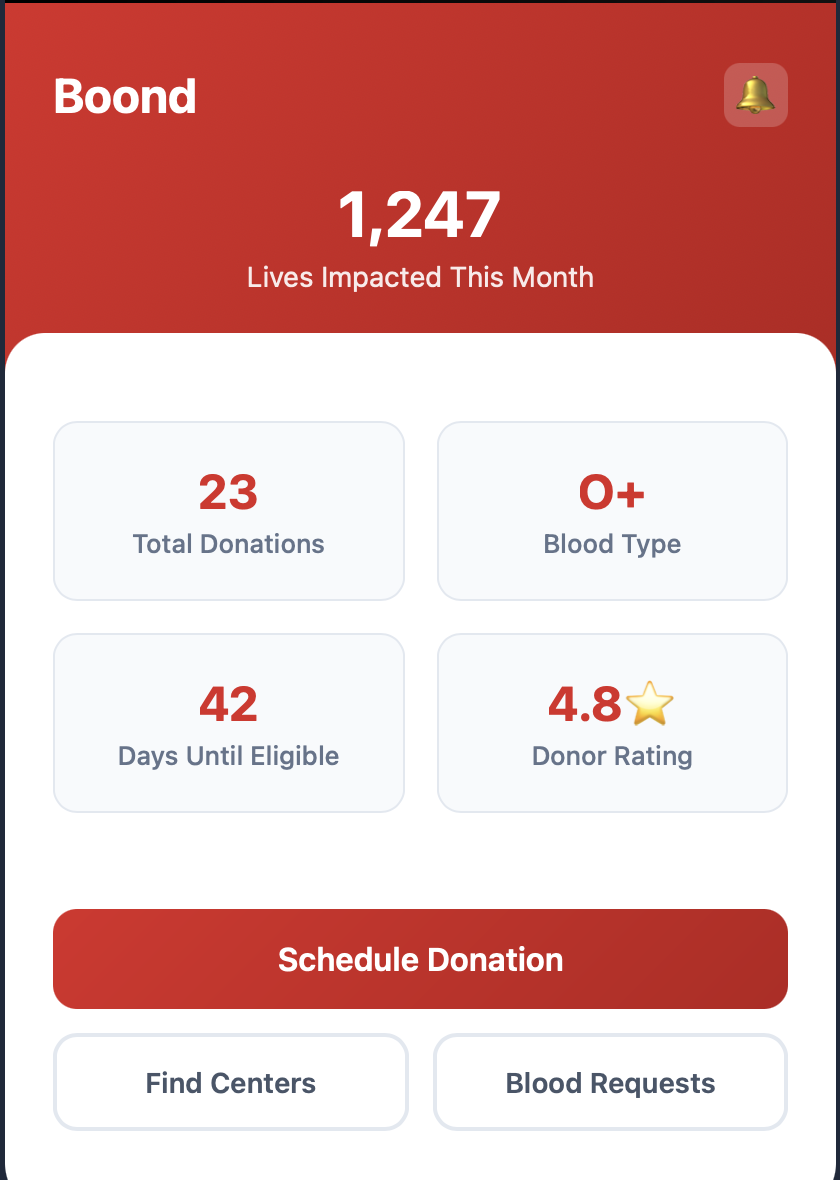 Boond
1,247
Lives Impacted This Month
23
Total Donations
O+
Blood Type
42
Days Until Eligible
4.8⭐
Donor Rating
Schedule Donation
Find Centers
Blood Requests